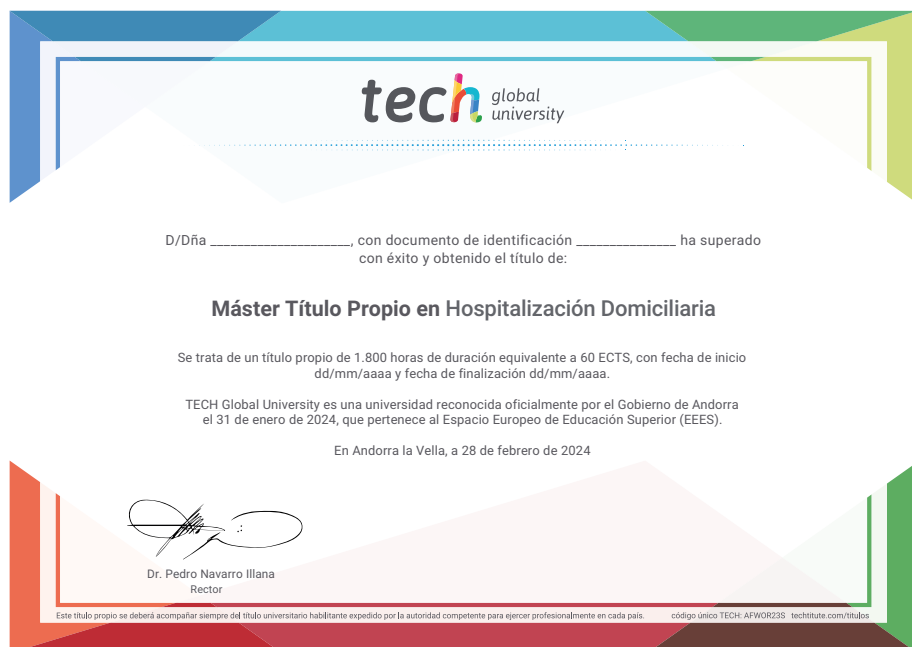 tech global university
D/Dña _____________________, con documento de identificación _______________ ha superado
con éxito y obtenido el título de:
Máster Título Propio en Hospitalización Domiciliaria
Se trata de un título propio de 1.800 horas de duración equivalente a 60 ECTS, con fecha de inicio
dd/mm/aaaa y fecha de finalización dd/mm/aaaa.
TECH Global University es una universidad reconocida oficialmente por el Gobierno de Andorra
el 31 de enero de 2024, que pertenece al Espacio Europeo de Educación Superior (EEES).
En Andorra la Vella, a 28 de febrero de 2024
Dr. Pedro Navarro Illana
Rector
Este título propio se deberá acompañar siempre del título universitario habilitante expedido por la autoridad competente para ejercer profesionalmente en cada país. código único TECH: AFWOR23S techtitute.com/titulos